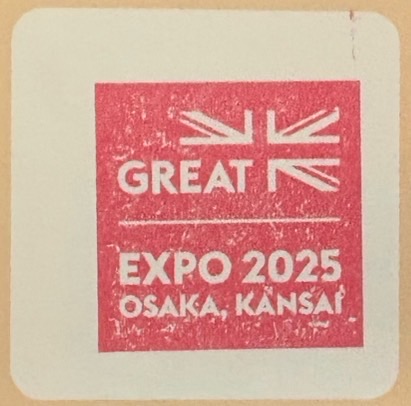 GREAT
EXPO 2025
OSAKA, KANSAI